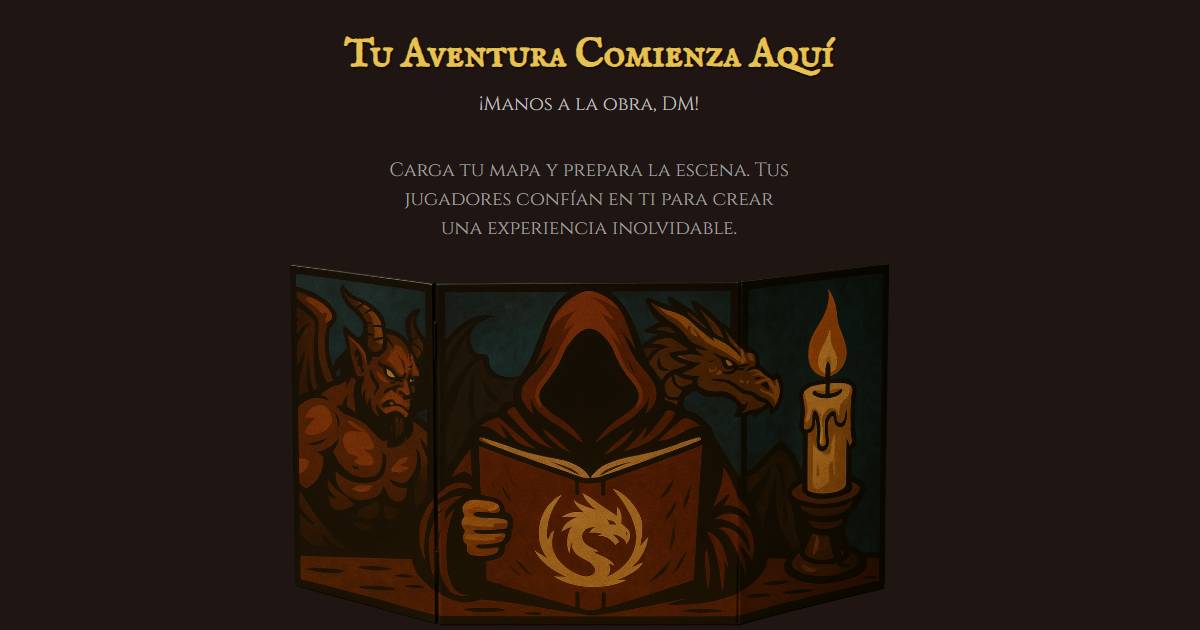 Tu Aventura Comienza Aquí
¡Manos a la obra, DM!
Carga tu mapa y prepara la escena. Tus
jugadores confían en ti para crear
una experiencia inolvidable.